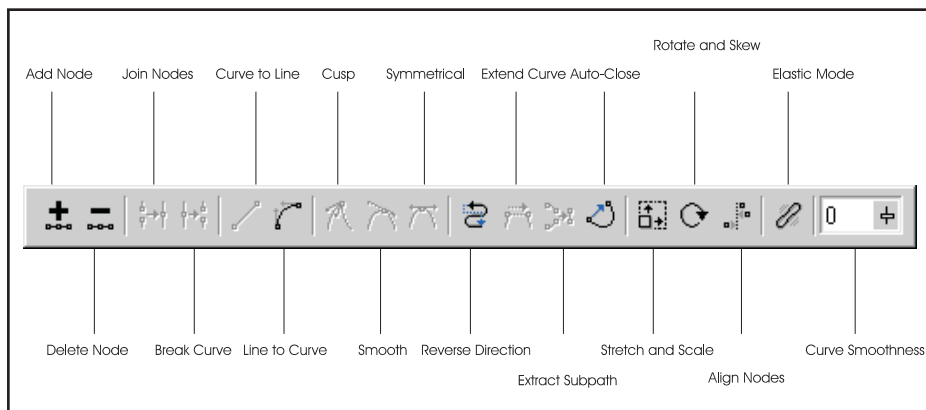 Rotate and Skew
Add Node
Join Nodes
Curve to Line
Cusp
Symmetrical
Extend Curve
Auto-Close
Elastic Mode
0
Delete Node
Break Curve
Line to Curve
Smooth
Reverse Direction
Stretch and Scale
Curve Smoothness
Extract Subpath
Align Nodes